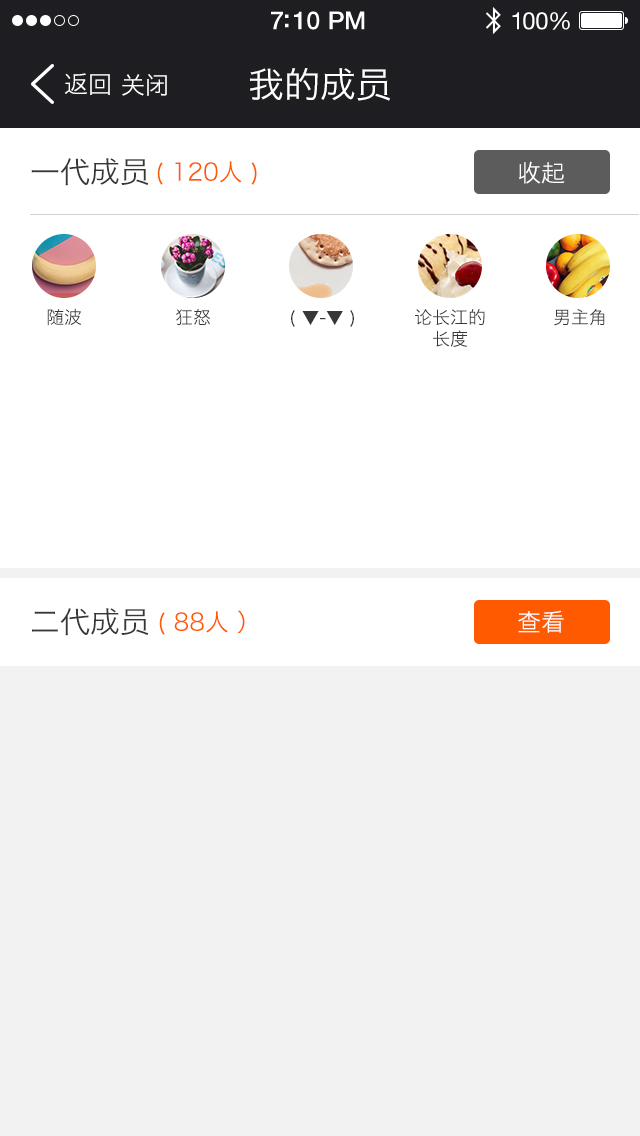 7:10 PM 100%
返回 关闭 我的成员
一代成员 ( 120人 ) 收起
随波 狂怒 ( ▼-▼ ) 论长江的 男主角
长度
二代成员 ( 88人 ) 查看